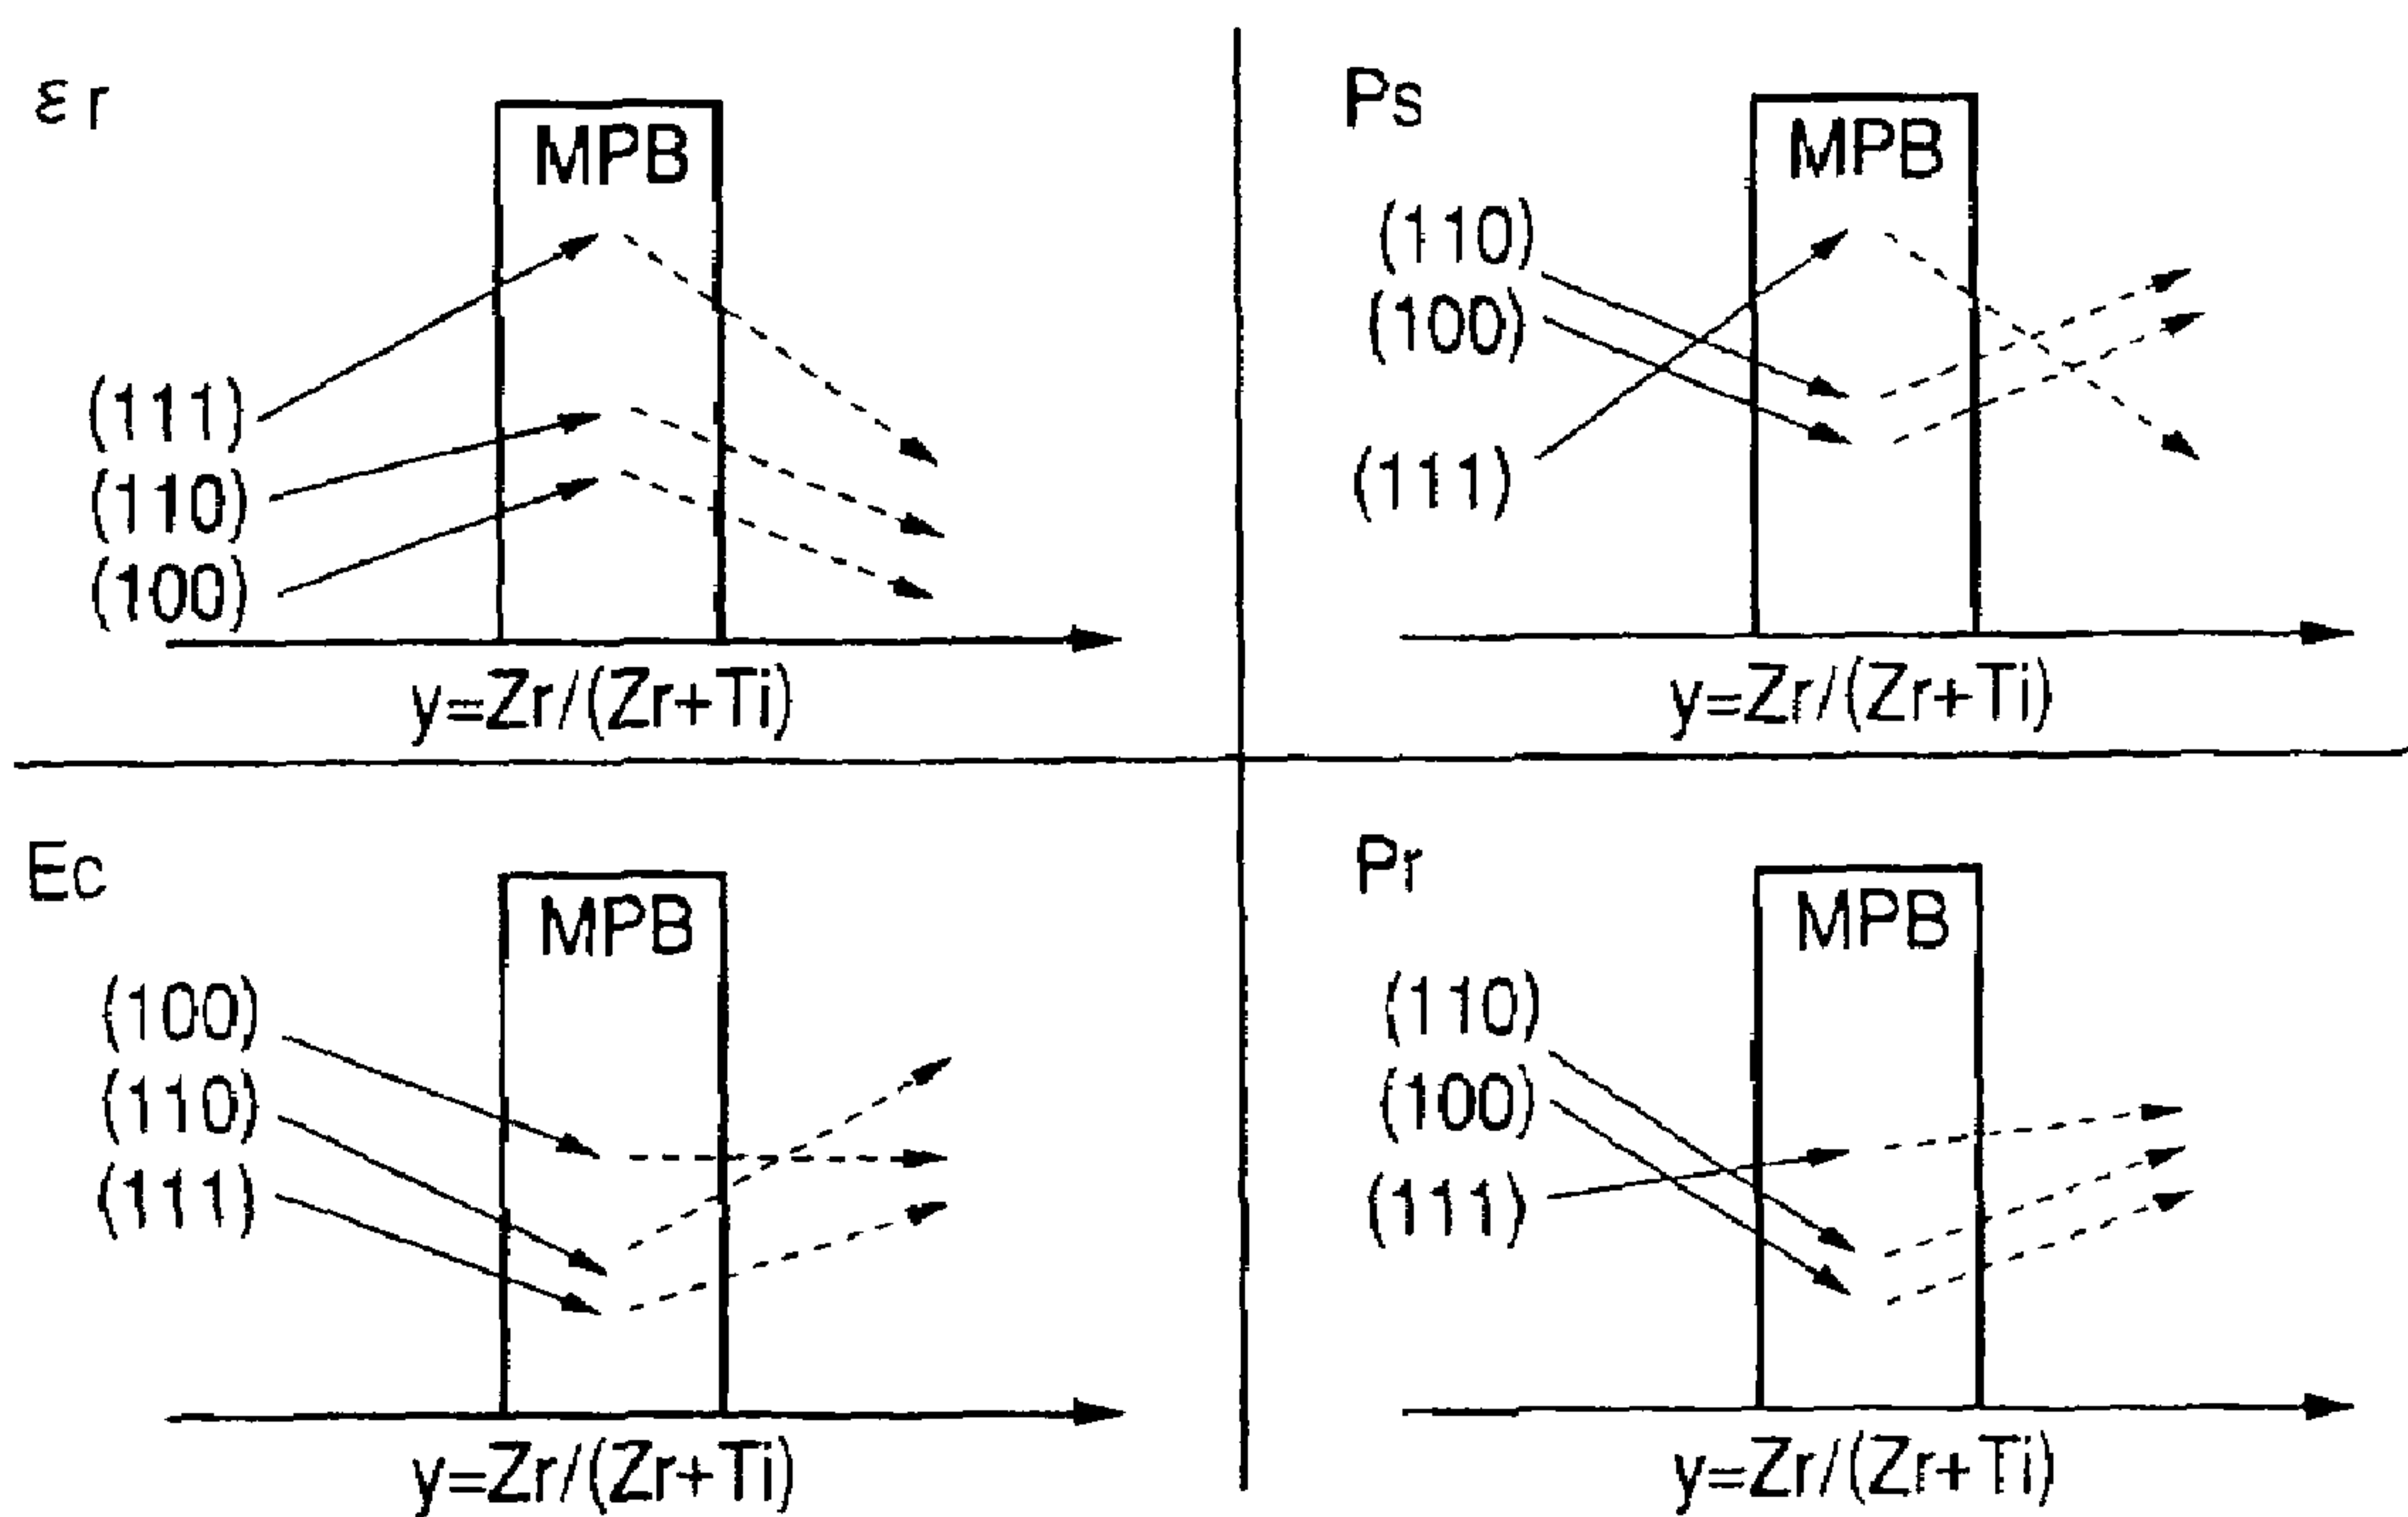 εr
MPB
(111)
(110)
(100)
y=Zr/(Zr+Ti)
Ps
MPB
(110)
(100)
(111)
y=Zr/(Zr+Ti)
Ec
MPB
(100)
(110)
(111)
y=Zr/(Zr+Ti)
Pr
MPB
(110)
(100)
(111)
y=Zr/(Zr+Ti)